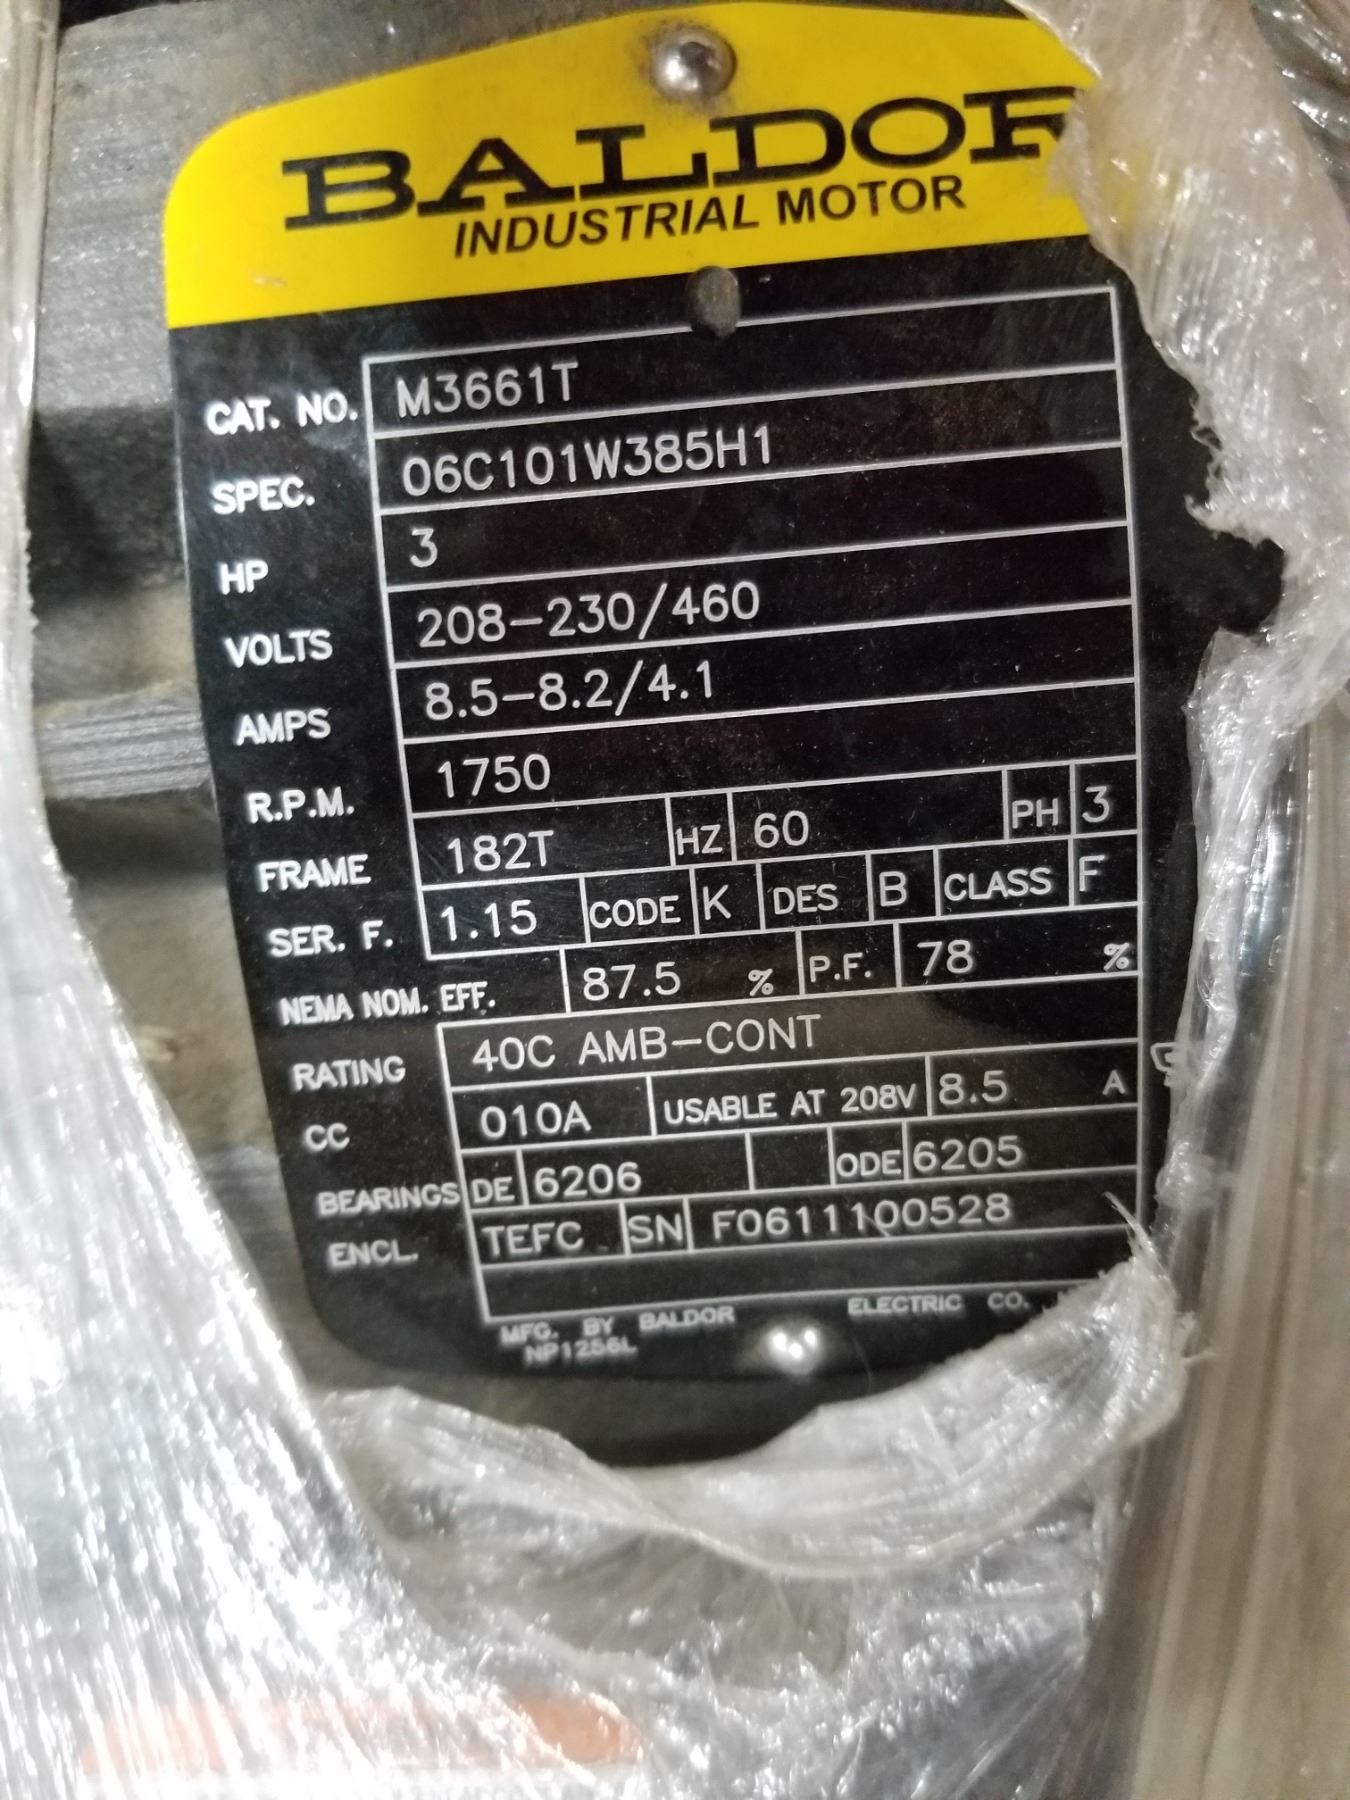 BALDOR
INDUSTRIAL MOTOR
CAT. NO. M3661T
SPEC. 06C101W385H1
HP 3
VOLTS 208-230/460
AMPS 8.5-8.2/4.1
R.P.M. 1750
FRAME 182T HZ 60 PH 3
SER. F. 1.15 CODE K DES B CLASS F
NEMA NOM. EFF. 87.5 % P.F. 78 %
RATING 40C AMB-CONT
CC 010A USABLE AT 208V 8.5 A
BEARINGS DE 6206 ODE 6205
ENCL. TEFC SN F0611100528
MFG. BY BALDOR ELECTRIC CO.
NP1256L